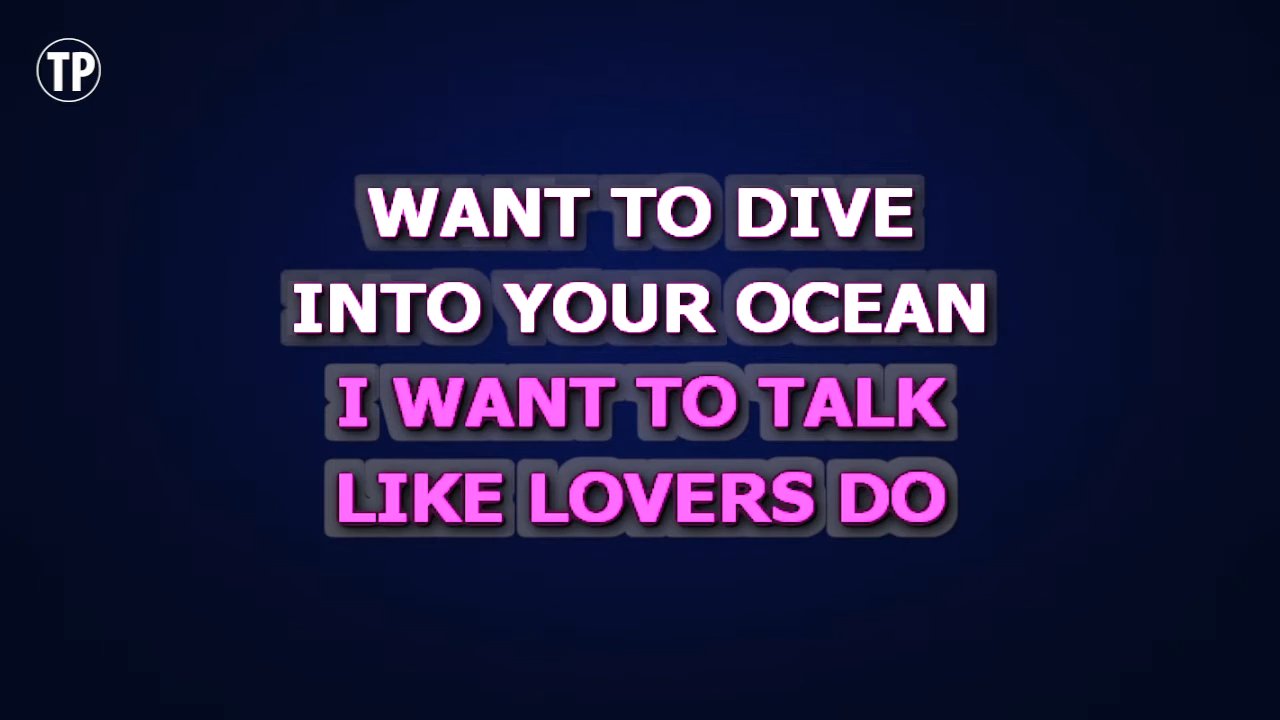 TP
WANT TO DIVE
INTO YOUR OCEAN
I WANT TO TALK
LIKE LOVERS DO